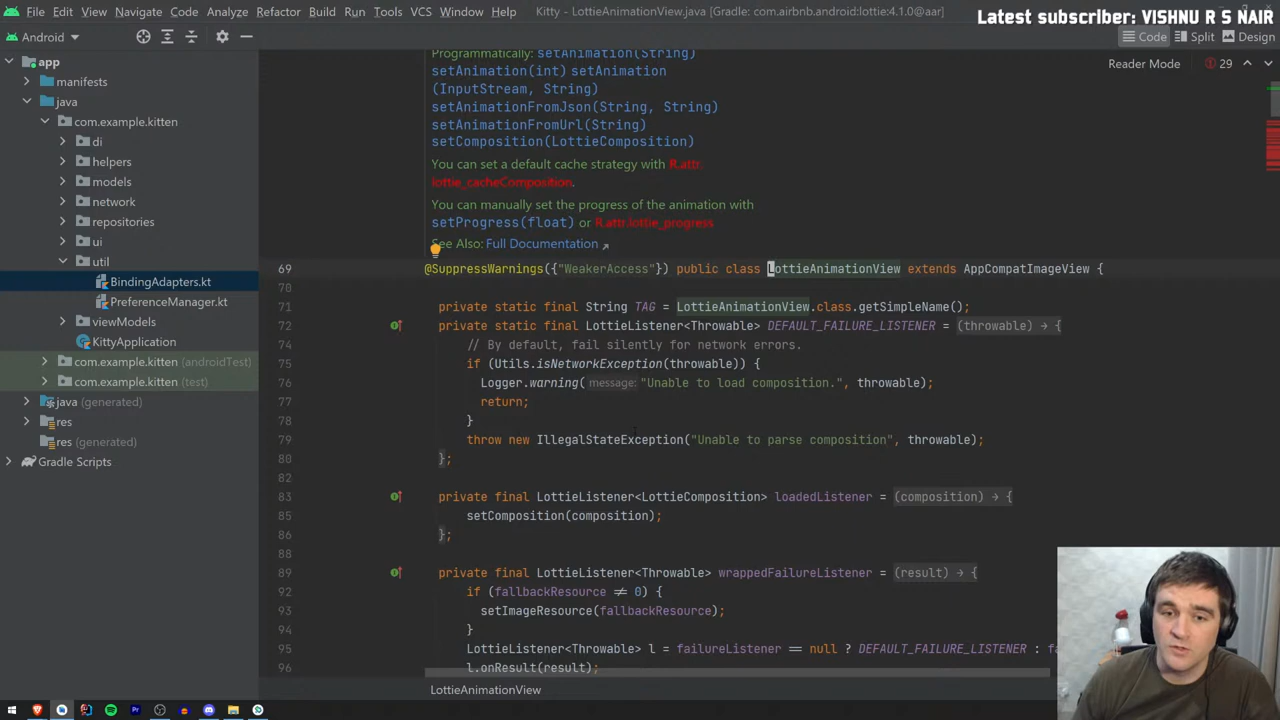 File Edit View Navigate Code Analyze Refactor Build Run Tools VCS Window Help Kitty - LottieAnimationView.java [Gradle: com.airbnb.android:lottie:4.1.0@aar]
Latest subscriber: VISHNU R S NAIR
Android
Code Split Design
Reader Mode 29
app
manifests
java
com.example.kitten
di
helpers
models
network
repositories
ui
util
BindingAdapters.kt
PreferenceManager.kt
viewModels
KittyApplication
com.example.kitten (androidTest)
com.example.kitten (test)
java (generated)
res
res (generated)
Gradle Scripts
Programmatically: setAnimation(String)
setAnimation(int) setAnimation
(InputStream, String)
setAnimationFromJson(String, String)
setAnimationFromUrl(String)
setComposition(LottieComposition)
You can set a default cache strategy with R.attr.
lottie_cacheComposition.
You can manually set the progress of the animation with
setProgress(float) or R.attr.lottie_progress
See Also: Full Documentation
69 @SuppressWarnings({"WeakerAccess"}) public class LottieAnimationView extends AppCompatImageView {
70
71 private static final String TAG = LottieAnimationView.class.getSimpleName();
72 private static final LottieListener<Throwable> DEFAULT_FAILURE_LISTENER = (throwable) → {
74 // By default, fail silently for network errors.
75 if (Utils.isNetworkException(throwable)) {
76 Logger.warning( message: "Unable to load composition.", throwable);
77 return;
78 }
79 throw new IllegalStateException("Unable to parse composition", throwable);
80 };
82
83 private final LottieListener<LottieComposition> loadedListener = (composition) → {
85 setComposition(composition);
86 };
88
89 private final LottieListener<Throwable> wrappedFailureListener = (result) → {
92 if (fallbackResource ≠ 0) {
93 setImageResource(fallbackResource);
94 }
95 LottieListener<Throwable> l = failureListener == null ? DEFAULT_FAILURE_LISTENER :
96 l.onResult(result);
LottieAnimationView